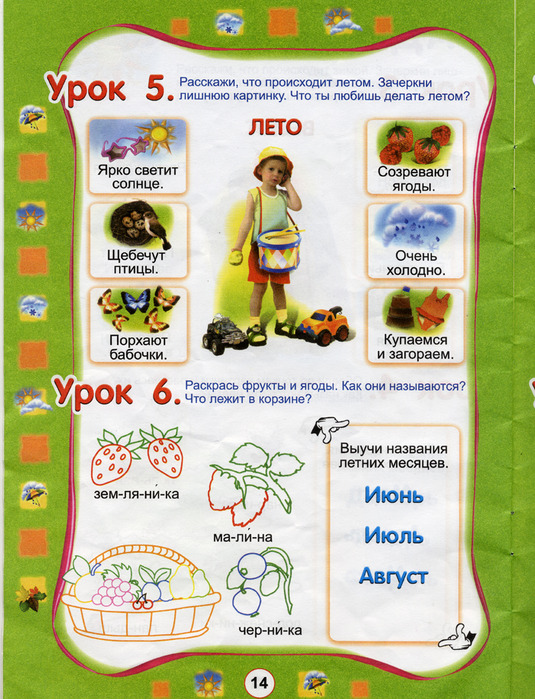 Урок 5.
Расскажи, что происходит летом. Зачеркни
лишнюю картинку. Что ты любишь делать летом?
ЛЕТО
Ярко светит
солнце.
Созревают
ягоды.
Щебечут
птицы.
Очень
холодно.
Порхают
бабочки.
Купаемся
и загораем.
Урок 6.
Раскрась фрукты и ягоды. Как они называются?
Что лежит в корзине?
зем-ля-ни́-ка
ма-ли́-на
чер-ни́-ка
Выучи названия
летних месяцев.
Июнь
Июль
Август
14